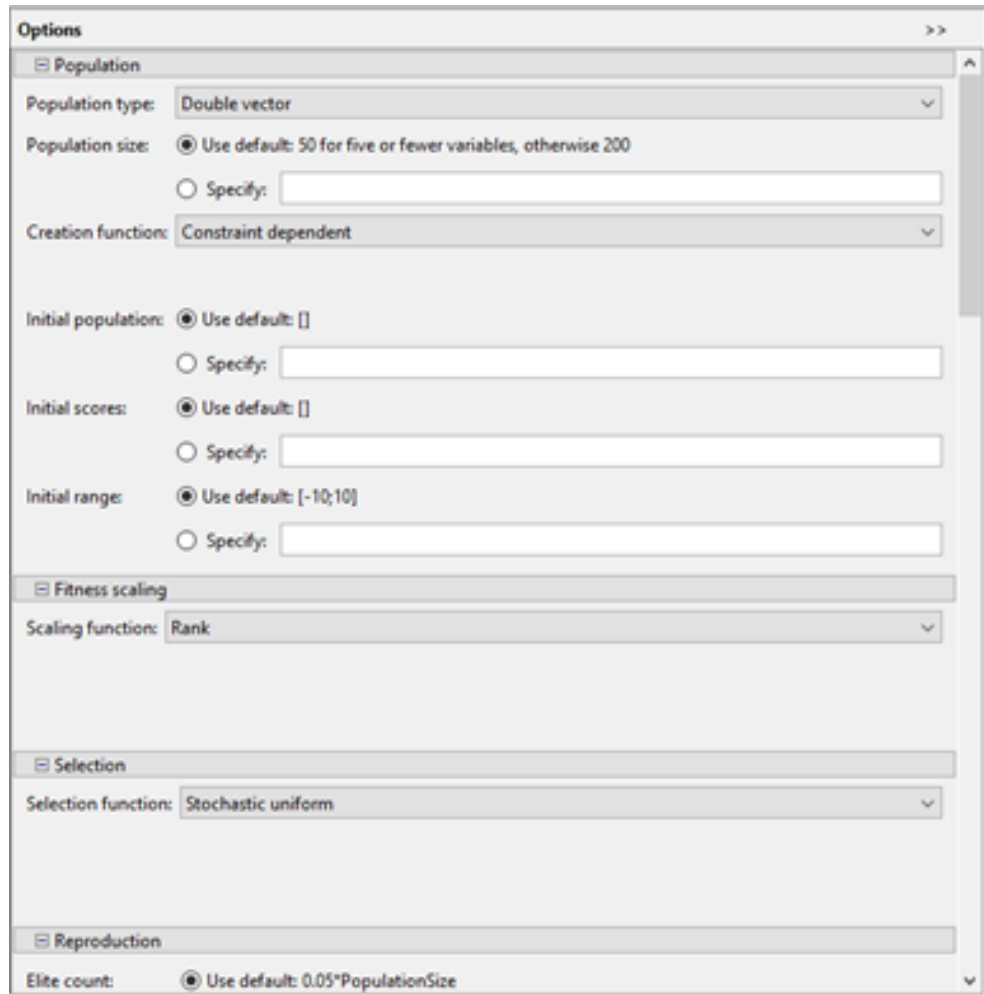 Options >>
Population
Population type: Double vector
Population size: Use default: 50 for five or fewer variables, otherwise 200
Specify:
Creation function: Constraint dependent
Initial population: Use default: []
Specify:
Initial scores: Use default: []
Specify:
Initial range: Use default: [-10;10]
Specify:
Fitness scaling
Scaling function: Rank
Selection
Selection function: Stochastic uniform
Reproduction
Elite count: Use default: 0.05*PopulationSize